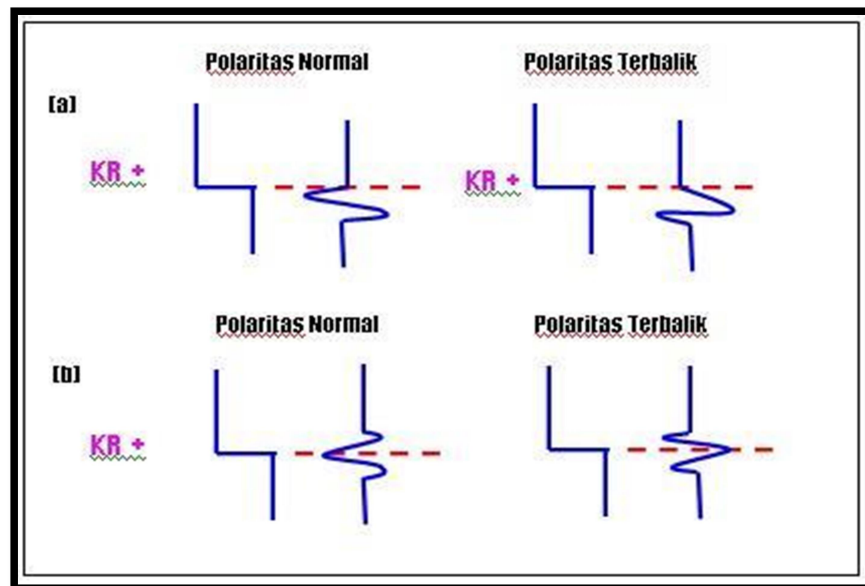 Polaritas Normal Polaritas Terbalik
[a]
KR + KR +
Polaritas Normal Polaritas Terbalik
[b]
KR +